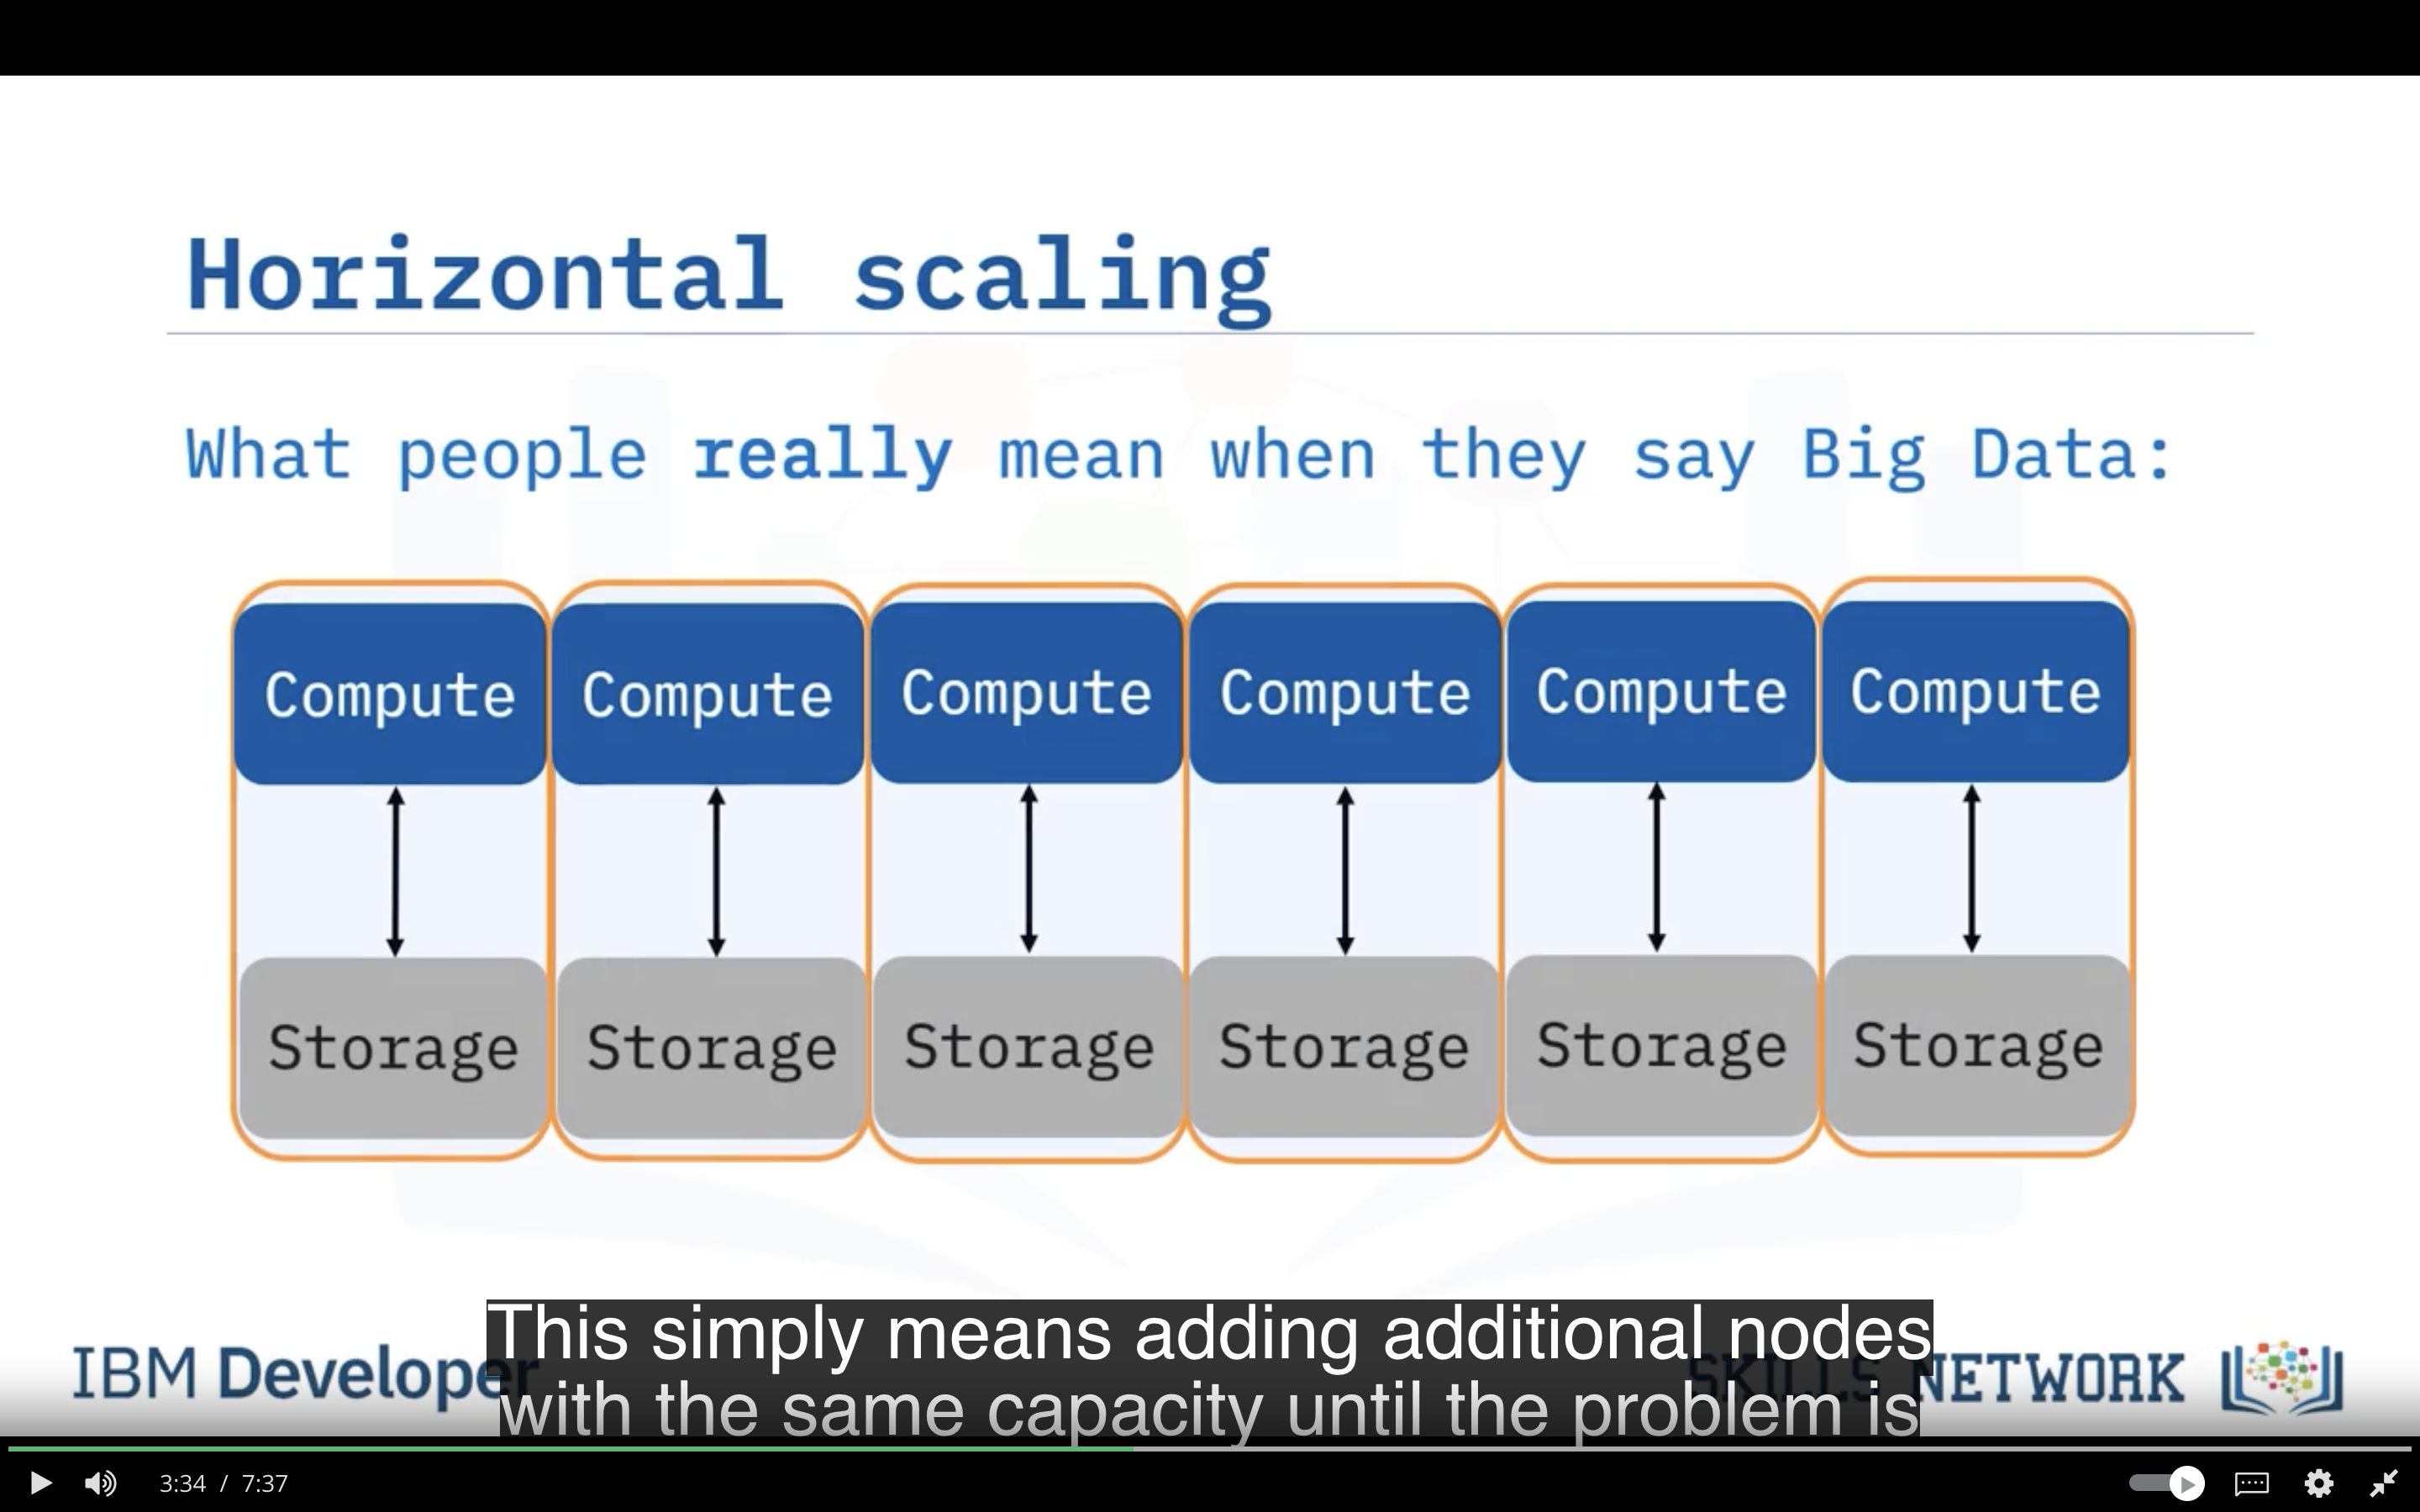 Horizontal scaling
What people really mean when they say Big Data:
Compute Compute Compute Compute Compute Compute
Storage Storage Storage Storage Storage Storage
This simply means adding additional nodes
with the same capacity until the problem is
IBM Developer
SKILLS NETWORK
3:34 / 7:37